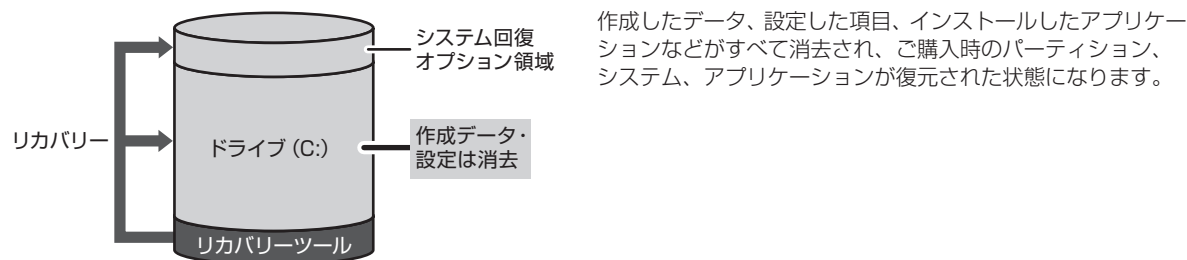 システム回復
オプション領域
リカバリー
ドライブ（C:）
作成データ・
設定は消去
リカバリーツール
作成したデータ、設定した項目、インストールしたアプリケー
ションなどがすべて消去され、ご購入時のパーティション、
システム、アプリケーションが復元された状態になります。